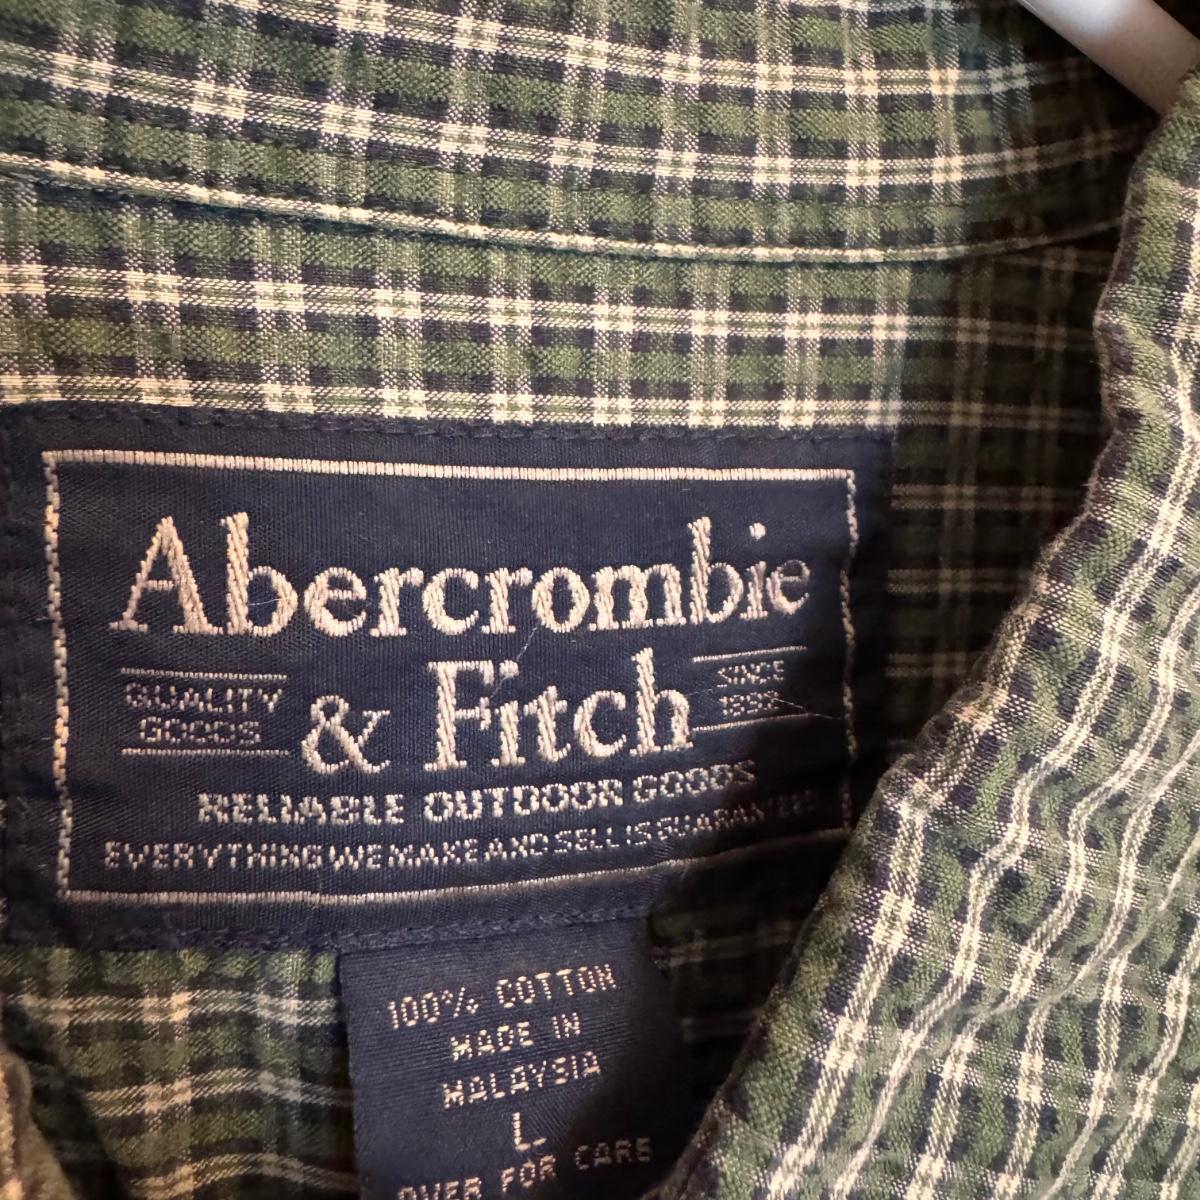 Abercrombie
& Fitch
QUALITY
GOODS
SINCE
1892
RELIABLE OUTDOOR GOODS
EVERYTHING WE MAKE AND SELL IS GUARANTEED
100% COTTON
MADE IN
MALAYSIA
L
OVER FOR CARE